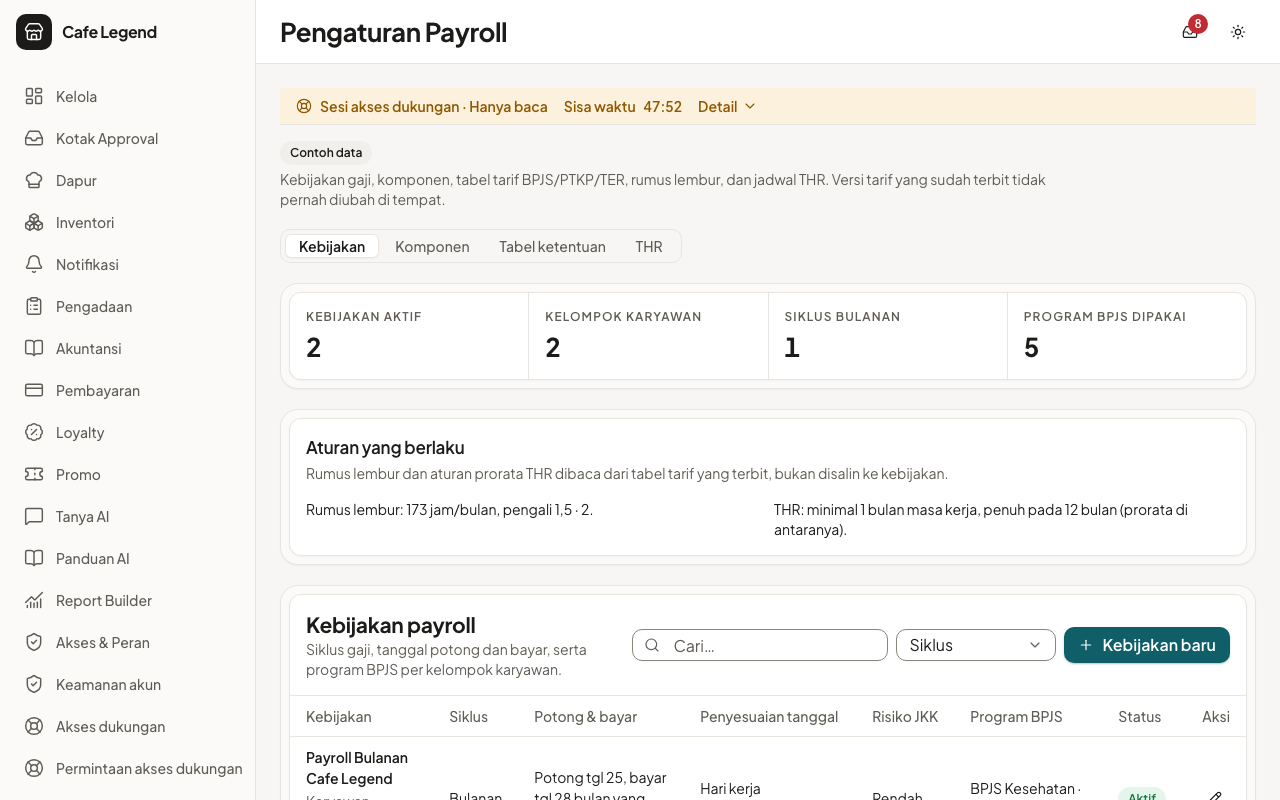 Cafe Legend
Pengaturan Payroll
8
Kelola
Kotak Approval
Dapur
Inventori
Notifikasi
Pengadaan
Akuntansi
Pembayaran
Loyalty
Promo
Tanya AI
Panduan AI
Report Builder
Akses & Peran
Keamanan akun
Akses dukungan
Permintaan akses dukungan
Sesi akses dukungan · Hanya baca Sisa waktu 47:52 Detail
Contoh data
Kebijakan gaji, komponen, tabel tarif BPJS/PTKP/TER, rumus lembur, dan jadwal THR. Versi tarif yang sudah terbit tidak
pernah diubah di tempat.
Kebijakan Komponen Tabel ketentuan THR
KEBIJAKAN AKTIF KELOMPOK KARYAWAN SIKLUS BULANAN PROGRAM BPJS DIPAKAI
2 2 1 5
Aturan yang berlaku
Rumus lembur dan aturan prorata THR dibaca dari tabel tarif yang terbit, bukan disalin ke kebijakan.
Rumus lembur: 173 jam/bulan, pengali 1,5 · 2.
THR: minimal 1 bulan masa kerja, penuh pada 12 bulan (prorata di
antaranya).
Kebijakan payroll
Siklus gaji, tanggal potong dan bayar, serta
program BPJS per kelompok karyawan.
Cari...
Siklus
+ Kebijakan baru
Kebijakan Siklus Potong & bayar Penyesuaian tanggal Risiko JKK Program BPJS Status Aksi
Payroll Bulanan
Cafe Legend
Karyawan
Bulanan
Potong tgl 25, bayar
tgl 28 bulan yang
Hari kerja
Rendah
BPJS Kesehatan ·
Aktif